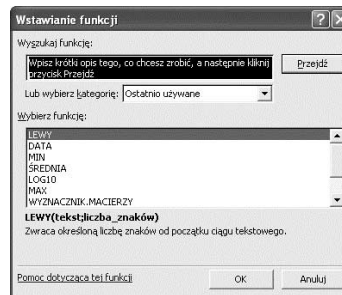 Wstawianie funkcji
Wyszukaj funkcję:
Wpisz krótki opis tego, co chcesz zrobić, a następnie kliknij
przycisk Przejdź
Przejdź
Lub wybierz kategorię: Ostatnio używane
Wybierz funkcję:
LEWY
DATA
MIN
ŚREDNIA
LOG10
MAX
WYZNACZNIK.MACIERZY
LEWY(tekst;liczba_znaków)
Zwraca określoną liczbę znaków od początku ciągu tekstowego.
Pomoc dotycząca tej funkcji
OK
Anuluj